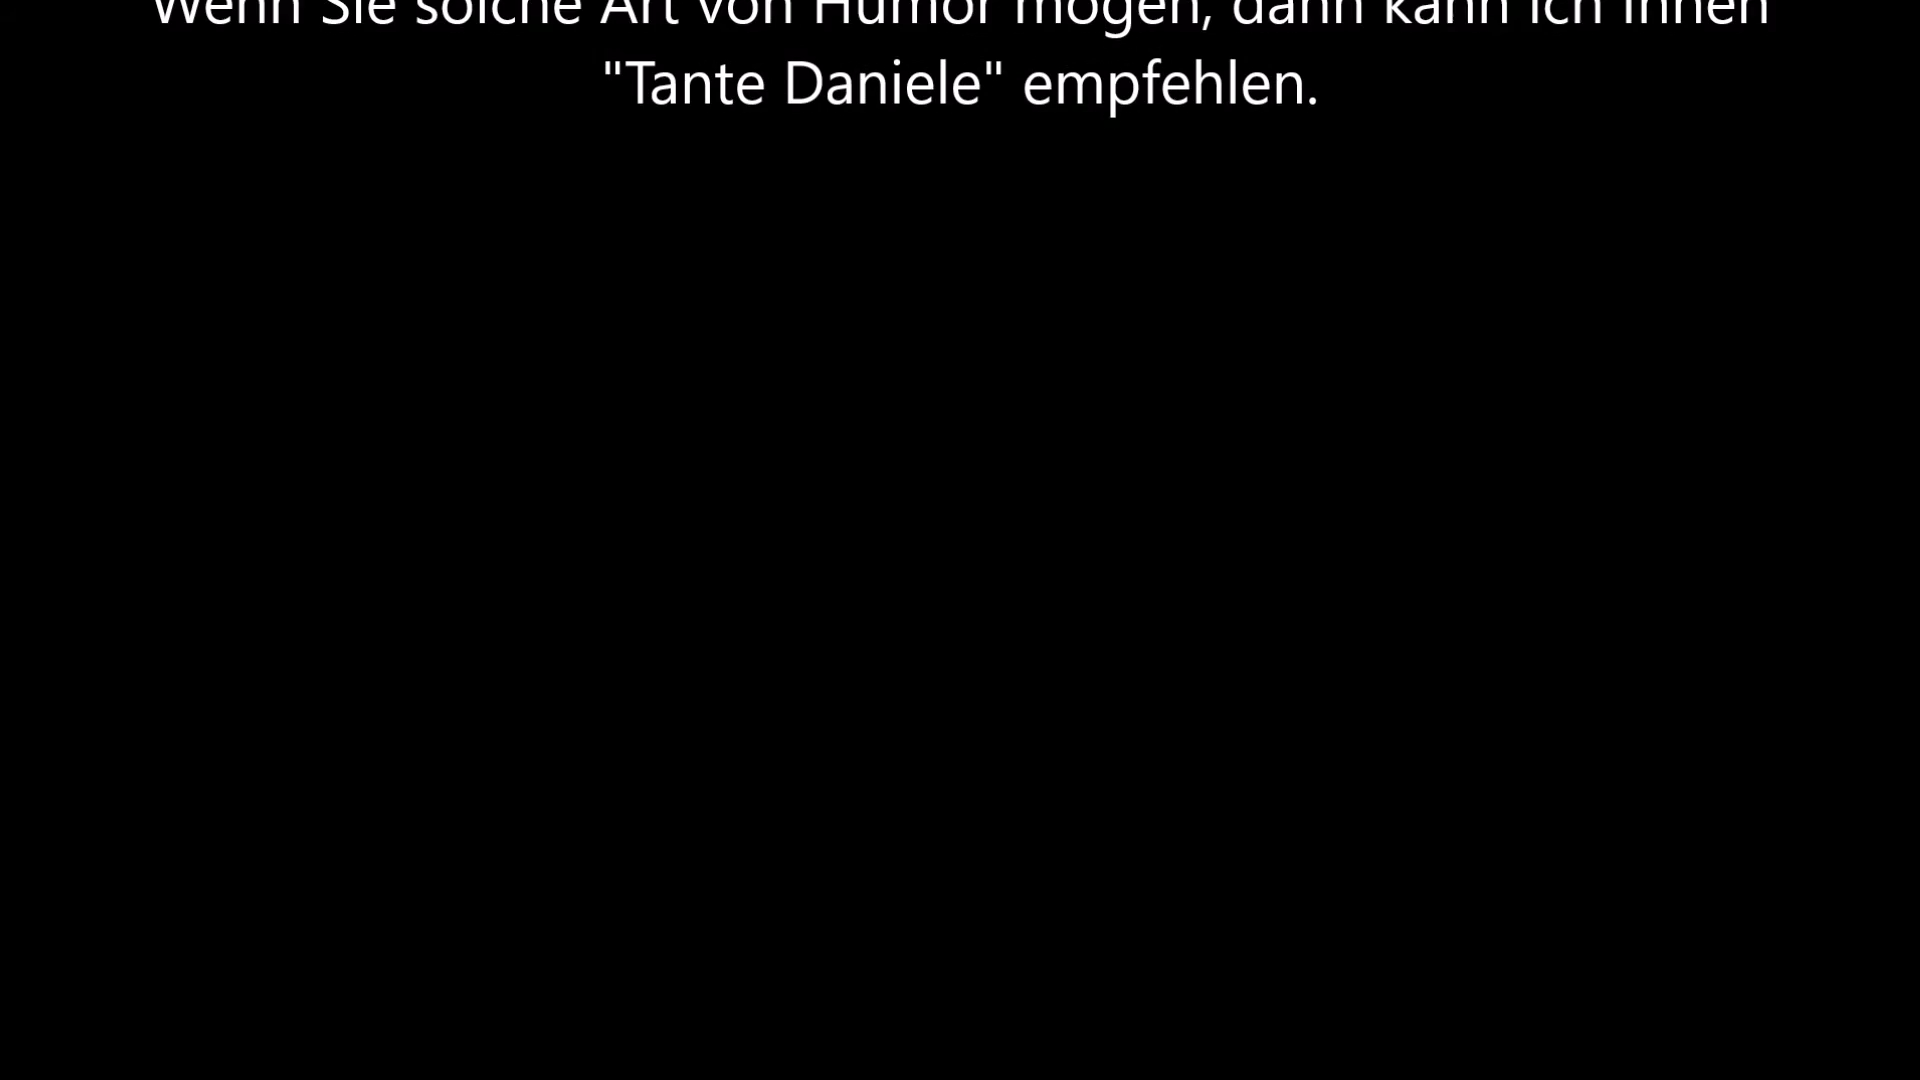 Wenn Sie solche Art von Humor mögen, dann kann ich Ihnen
"Tante Daniele" empfehlen.